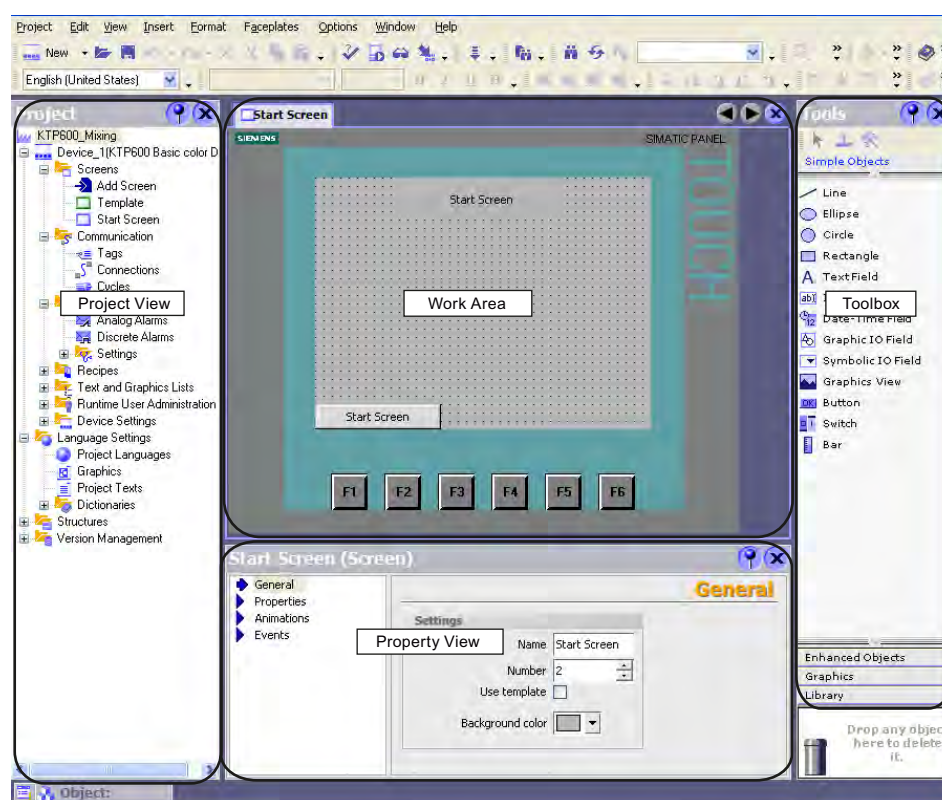 Project Edit View Insert Format Faceplates Options Window Help
New
English (United States)
Project
KTP600_Mixing
Device_1(KTP600 Basic color D
Screens
Add Screen
Template
Start Screen
Communication
Tags
Connections
Cycles
Project View
Analog Alarms
Discrete Alarms
Settings
Recipes
Text and Graphics Lists
Runtime User Administration
Device Settings
Language Settings
Project Languages
Graphics
Project Texts
Dictionaries
Structures
Version Management
Start Screen
SIEMENS
SIMATIC PANEL
TOUCH
Start Screen
Work Area
Start Screen
F1 F2 F3 F4 F5 F6
Start Screen (Screen)
General
Properties
Animations
Events
General
Settings
Property View
Name Start Screen
Number 2
Use template
Background color
Tools
Simple Objects
Line
Ellipse
Circle
Rectangle
A TextField
Toolbox
Date-Time Field
Graphic IO Field
Symbolic IO Field
Graphics View
OK Button
Switch
Bar
Enhanced Objects
Graphics
Library
Drop any objec
here to delete
it.
Object: